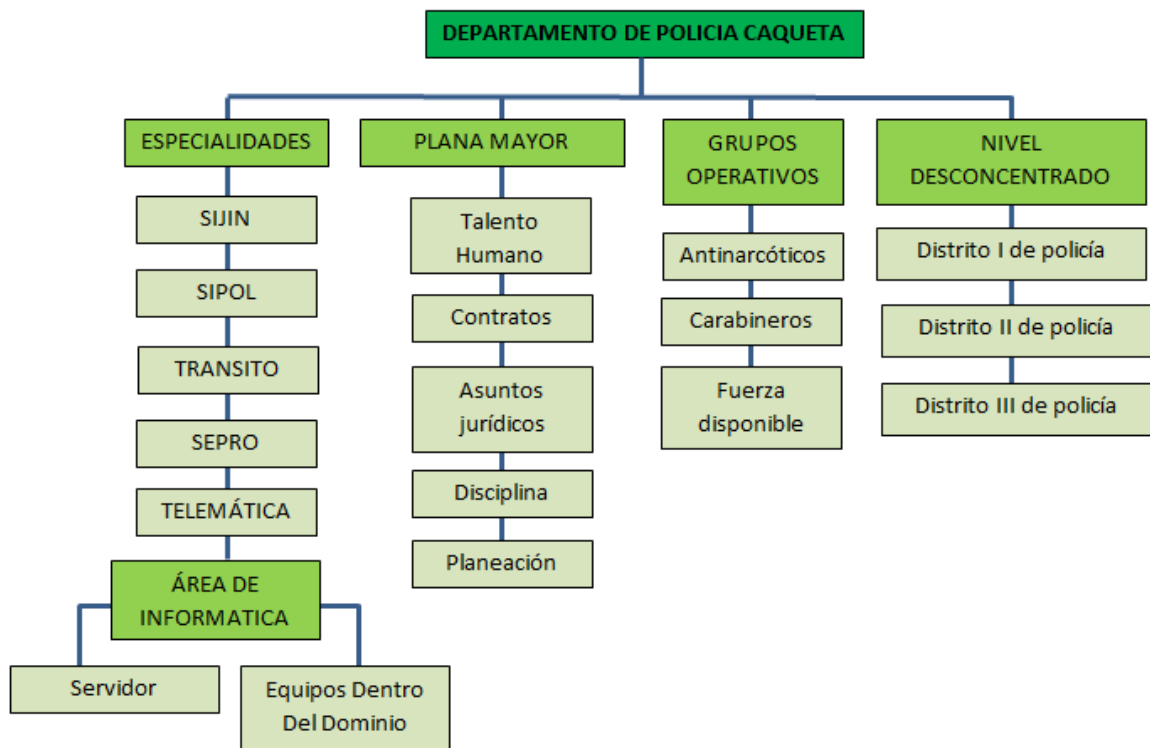 DEPARTAMENTO DE POLICIA CAQUETA
ESPECIALIDADES
SIJIN
SIPOL
TRANSITO
SEPRO
TELEMÁTICA
ÁREA DE
INFORMATICA
Servidor
Equipos Dentro
Del Dominio
PLANA MAYOR
Talento
Humano
Contratos
Asuntos
jurídicos
Disciplina
Planeación
GRUPOS
OPERATIVOS
Antinarcóticos
Carabineros
Fuerza
disponible
NIVEL
DESCONCENTRADO
Distrito I de policía
Distrito II de policía
Distrito III de policía